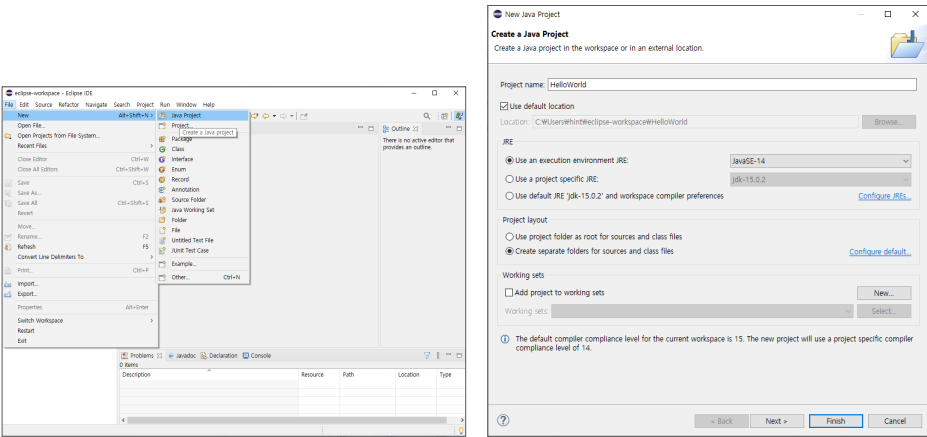 eclipse-workspace - Eclipse IDE
File Edit Source Refactor Navigate Search Project Run Window Help
New Alt+Shift+N >
Open File...
Open Projects from File System...
Recent Files >
Close Editor Ctrl+W
Close All Editors Ctrl+Shift+W
Save Ctrl+S
Save As...
Save All Ctrl+Shift+S
Revert
Move...
Rename... F2
Refresh F5
Convert Line Delimiters To >
Print... Ctrl+P
Import...
Export...
Properties Alt+Enter
Switch Workspace >
Restart
Exit
Java Project
Project...
Create a Java project
Package
Class
Interface
Enum
Record
Annotation
Source Folder
Java Working Set
Folder
File
Untitled Text File
JUnit Test Case
Example...
Other... Ctrl+N
Outline
There is no active editor that
provides an outline.
Problems Javadoc Declaration Console
0 items
Description Resource Path Location Type
New Java Project
Create a Java Project
Create a Java project in the workspace or in an external location.
Project name: HelloWorld
Use default location
Location: C:₩Users₩hint₩eclipse-workspace₩HelloWorld Browse...
JRE
Use an execution environment JRE: JavaSE-14
Use a project specific JRE: jdk-15.0.2
Use default JRE 'jdk-15.0.2' and workspace compiler preferences Configure JREs...
Project layout
Use project folder as root for sources and class files
Create separate folders for sources and class files Configure default...
Working sets
Add project to working sets New...
Working sets: Select...
The default compiler compliance level for the current workspace is 15. The new project will use a project specific compiler
compliance level of 14.
< Back Next > Finish Cancel